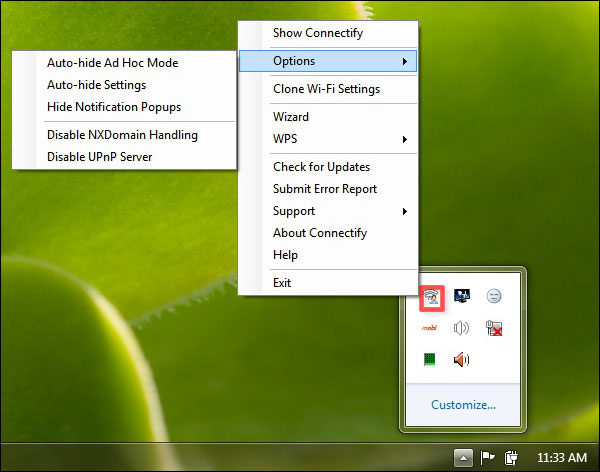 Show Connectify
Options
Clone Wi-Fi Settings
Wizard
WPS
Check for Updates
Submit Error Report
Support
About Connectify
Help
Exit
Auto-hide Ad Hoc Mode
Auto-hide Settings
Hide Notification Popups
Disable NXDomain Handling
Disable UPnP Server
mobi
Customize...
11:33 AM